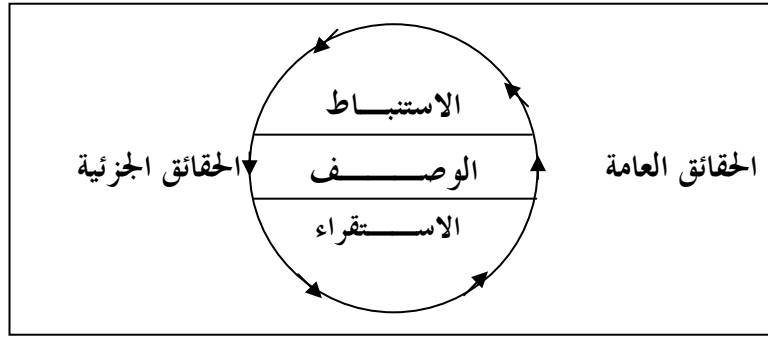 الاستنباط
الحقائق العامة
الوصف
الحقائق الجزئية
الاستقراء